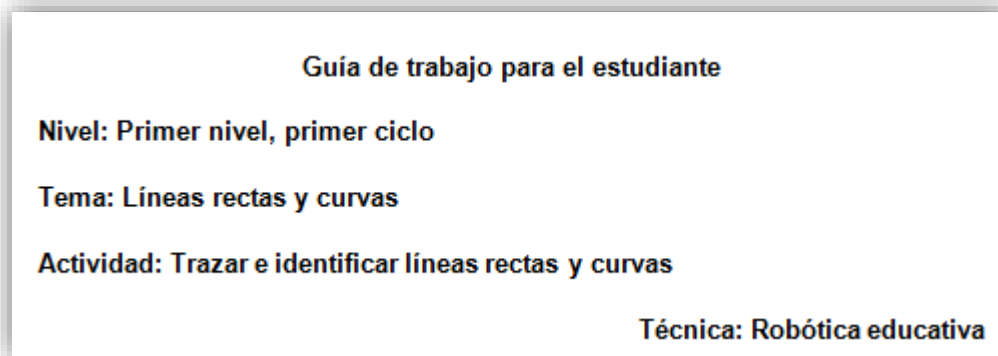 Guía de trabajo para el estudiante
Nivel: Primer nivel, primer ciclo
Tema: Líneas rectas y curvas
Actividad: Trazar e identificar líneas rectas y curvas
Técnica: Robótica educativa